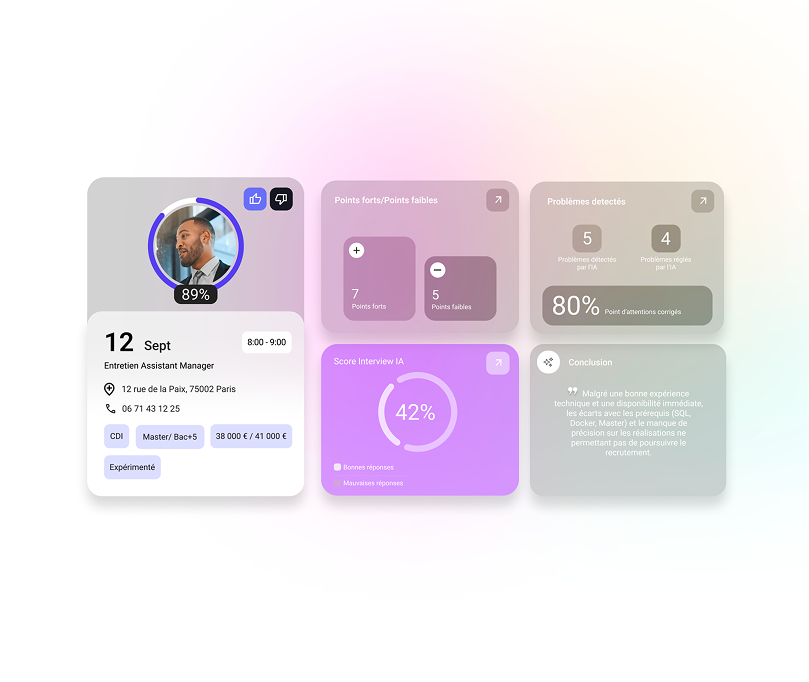 89%
12 Sept
8:00 - 9:00
Entretien Assistant Manager
12 rue de la Paix, 75002 Paris
06 71 43 12 25
CDI
Master/ Bac+5
38 000 € / 41 000 €
Expérimenté
Points forts/Points faibles
7
Points forts
5
Points faibles
Problèmes detectés
5
Problèmes détectés
par l'IA
4
Problèmes réglés
par l'IA
80% Point d'attentions corrigés
Score Interview IA
42%
Bonnes réponses
Mauvaises réponses
Conclusion
Malgré une bonne expérience
technique et une disponibilité immédiate,
les écarts avec les prérequis (SQL,
Docker, Master) et le manque de
précision sur les réalisations ne
permettant pas de poursuivre le
recrutement.